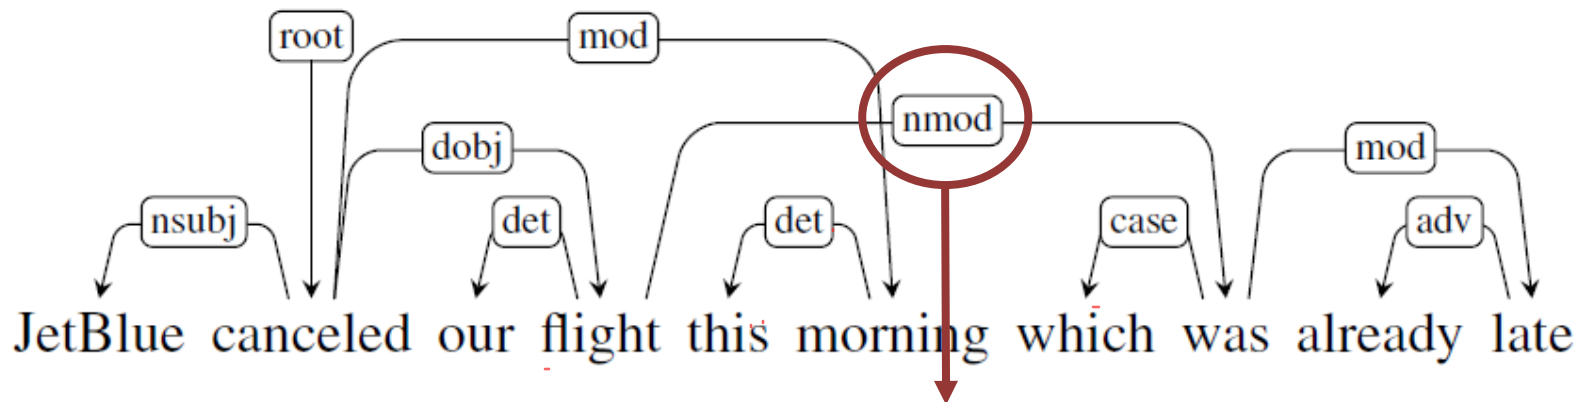 root mod
nmod
dobj mod
nsubj det det case adv
JetBlue canceled our flight this morning which was already late